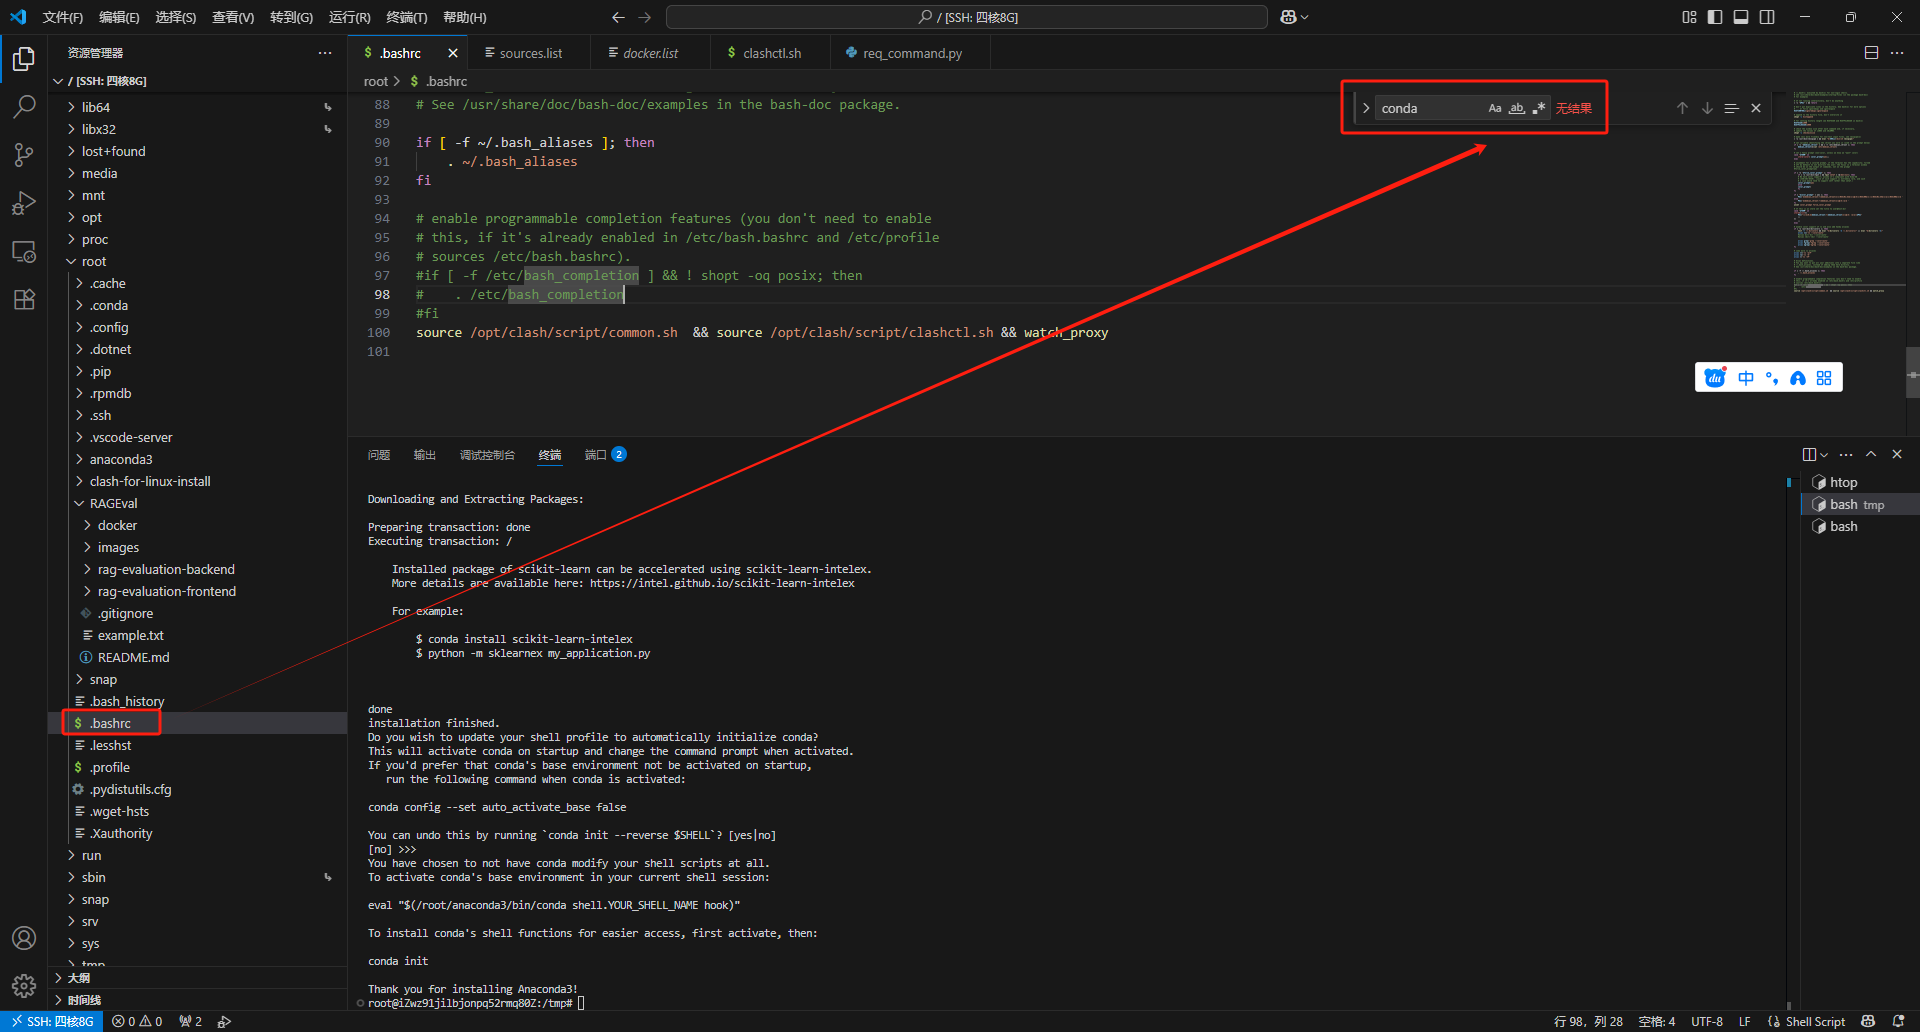 文件(F) 编辑(E) 选择(S) 查看(V) 转到(G) 运行(R) 终端(T) 帮助(H)
/ [SSH: 四核8G]
资源管理器
/ [SSH: 四核8G]
lib64
libx32
lost+found
media
mnt
opt
proc
root
.cache
.conda
.config
.dotnet
.pip
.rpmdb
.ssh
.vscode-server
anaconda3
clash-for-linux-install
RAGEval
docker
images
rag-evaluation-backend
rag-evaluation-frontend
.gitignore
example.txt
README.md
snap
.bash_history
.bashrc
.lesshst
.profile
.pydistutils.cfg
.wget-hsts
.Xauthority
run
sbin
snap
srv
sys
tmp
大纲
时间线
.bashrc sources.list docker.list clashctl.sh req_command.py
root > $ .bashrc
conda Aa ab 无结果
88 # See /usr/share/doc/bash-doc/examples in the bash-doc package.
89
90 if [ -f ~/.bash_aliases ]; then
91 . ~/.bash_aliases
92 fi
93
94 # enable programmable completion features (you don't need to enable
95 # this, if it's already enabled in /etc/bash.bashrc and /etc/profile
96 # sources /etc/bash.bashrc).
97 #if [ -f /etc/bash_completion ] && ! shopt -oq posix; then
98 # . /etc/bash_completion
99 #fi
100 source /opt/clash/script/common.sh && source /opt/clash/script/clashctl.sh && watch_proxy
101
du 中
问题 输出 调试控制台 终端 端口 2
htop
bash tmp
bash
Downloading and Extracting Packages:
Preparing transaction: done
Executing transaction: /
Installed package of scikit-learn can be accelerated using scikit-learn-intelex.
More details are available here: https://intel.github.io/scikit-learn-intelex
For example:
$ conda install scikit-learn-intelex
$ python -m sklearnex my_application.py
done
installation finished.
Do you wish to update your shell profile to automatically initialize conda?
This will activate conda on startup and change the command prompt when activated.
If you'd prefer that conda's base environment not be activated on startup,
run the following command when conda is activated:
conda config --set auto_activate_base false
You can undo this by running `conda init --reverse $SHELL`? [yes|no]
[no] >>>
You have chosen to not have conda modify your shell scripts at all.
To activate conda's base environment in your current shell session:
eval "$(/root/anaconda3/bin/conda shell.YOUR_SHELL_NAME hook)"
To install conda's shell functions for easier access, first activate, then:
conda init
Thank you for installing Anaconda3!
root@iZwz91jilbjonpq52rmq80Z:/tmp#
SSH: 四核8G 0 0 2
行 98, 列 28 空格: 4 UTF-8 LF Shell Script